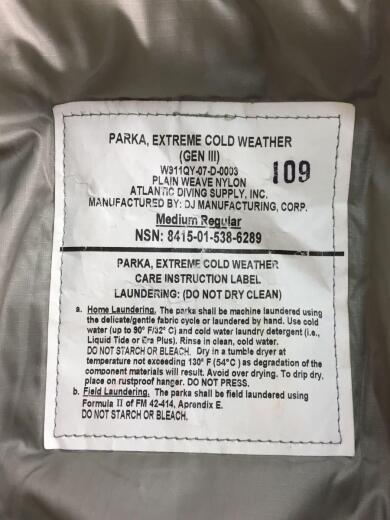 PARKA, EXTREME COLD WEATHER
(GEN III)
109
W911QY-07-D-0003
PLAIN WEAVE NYLON
ATLANTIC DIVING SUPPLY, INC.
MANUFACTURED BY: DJ MANUFACTURING, CORP.
Medium Regular
NSN: 8415-01-538-6289
PARKA, EXTREME COLD WEATHER
CARE INSTRUCTION LABEL
LAUNDERING: (DO NOT DRY CLEAN)
a. Home Laundering. The parka shall be machine laundered using
the delicate/gentle fabric cycle or laundered by hand. Use cold
water (up to 90° F/32° C) and cold water laundry detergent (i.e.,
Liquid Tide or Era Plus). Rinse in clean, cold water.
DO NOT STARCH OR BLEACH. Dry in a tumble dryer at
temperature not exceeding 130° F (54° C) as degradation of the
component materials will result. Avoid over drying. To drip dry,
place on rustproof hanger. DO NOT PRESS.
b. Field Laundering. The parka shall be field laundered using
Formula II of FM 42-414, Aprendix E.
DO NOT STARCH OR BLEACH.